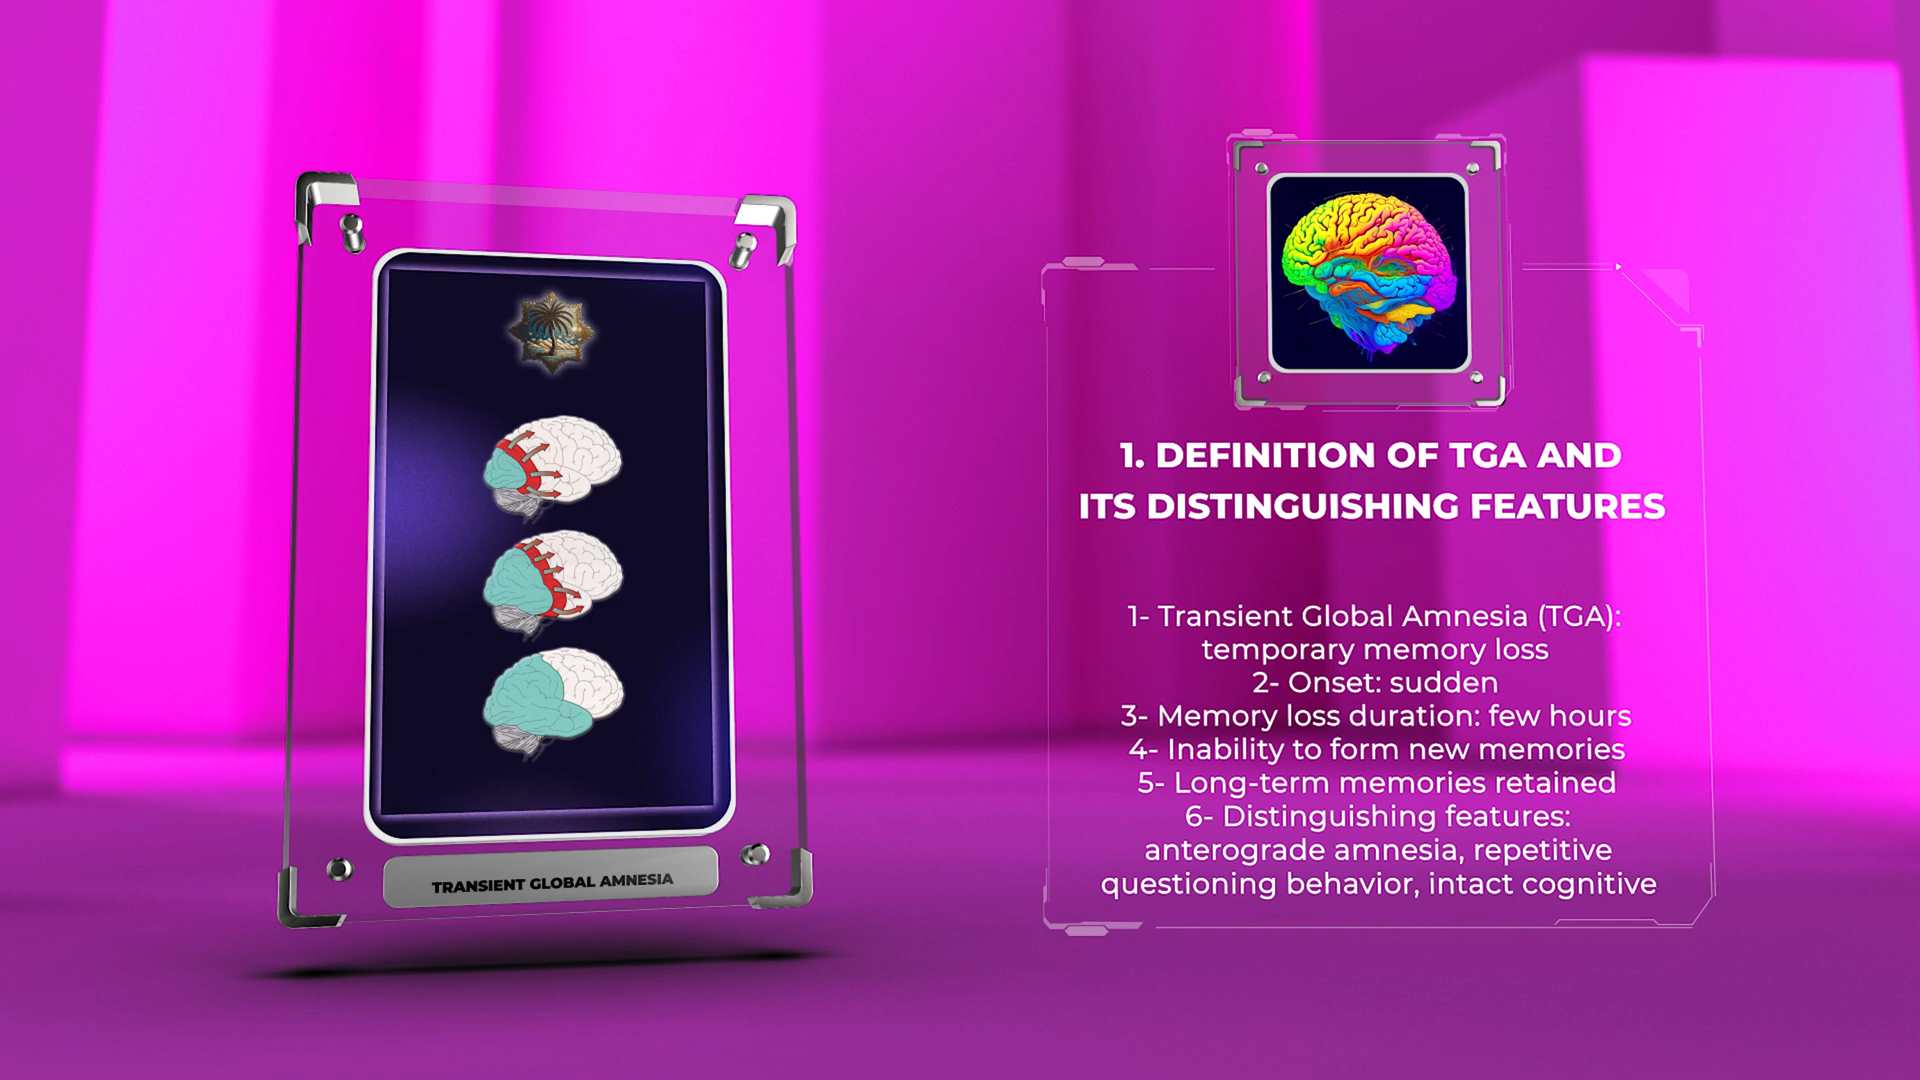 TRANSIENT GLOBAL AMNESIA
1. DEFINITION OF TGA AND
ITS DISTINGUISHING FEATURES
1- Transient Global Amnesia (TGA):
temporary memory loss
2- Onset: sudden
3- Memory loss duration: few hours
4- Inability to form new memories
5- Long-term memories retained
6- Distinguishing features:
anterograde amnesia, repetitive
questioning behavior, intact cognitive